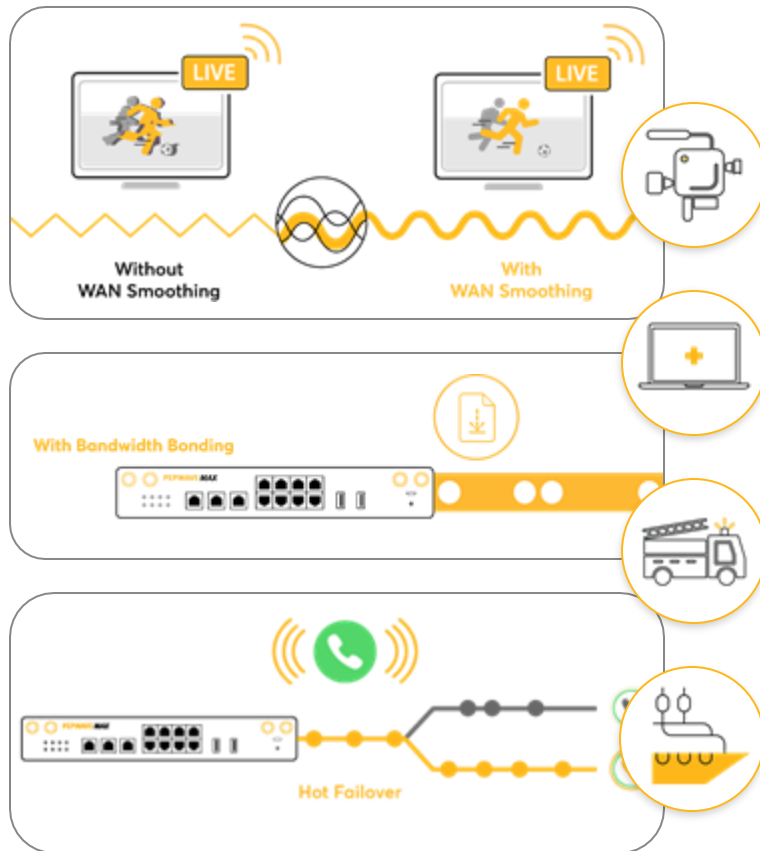 LIVE
LIVE
Without
WAN Smoothing
With
WAN Smoothing
With Bandwidth Bonding
PEPWAVE MAX
PEPWAVE MAX
Hot Failover